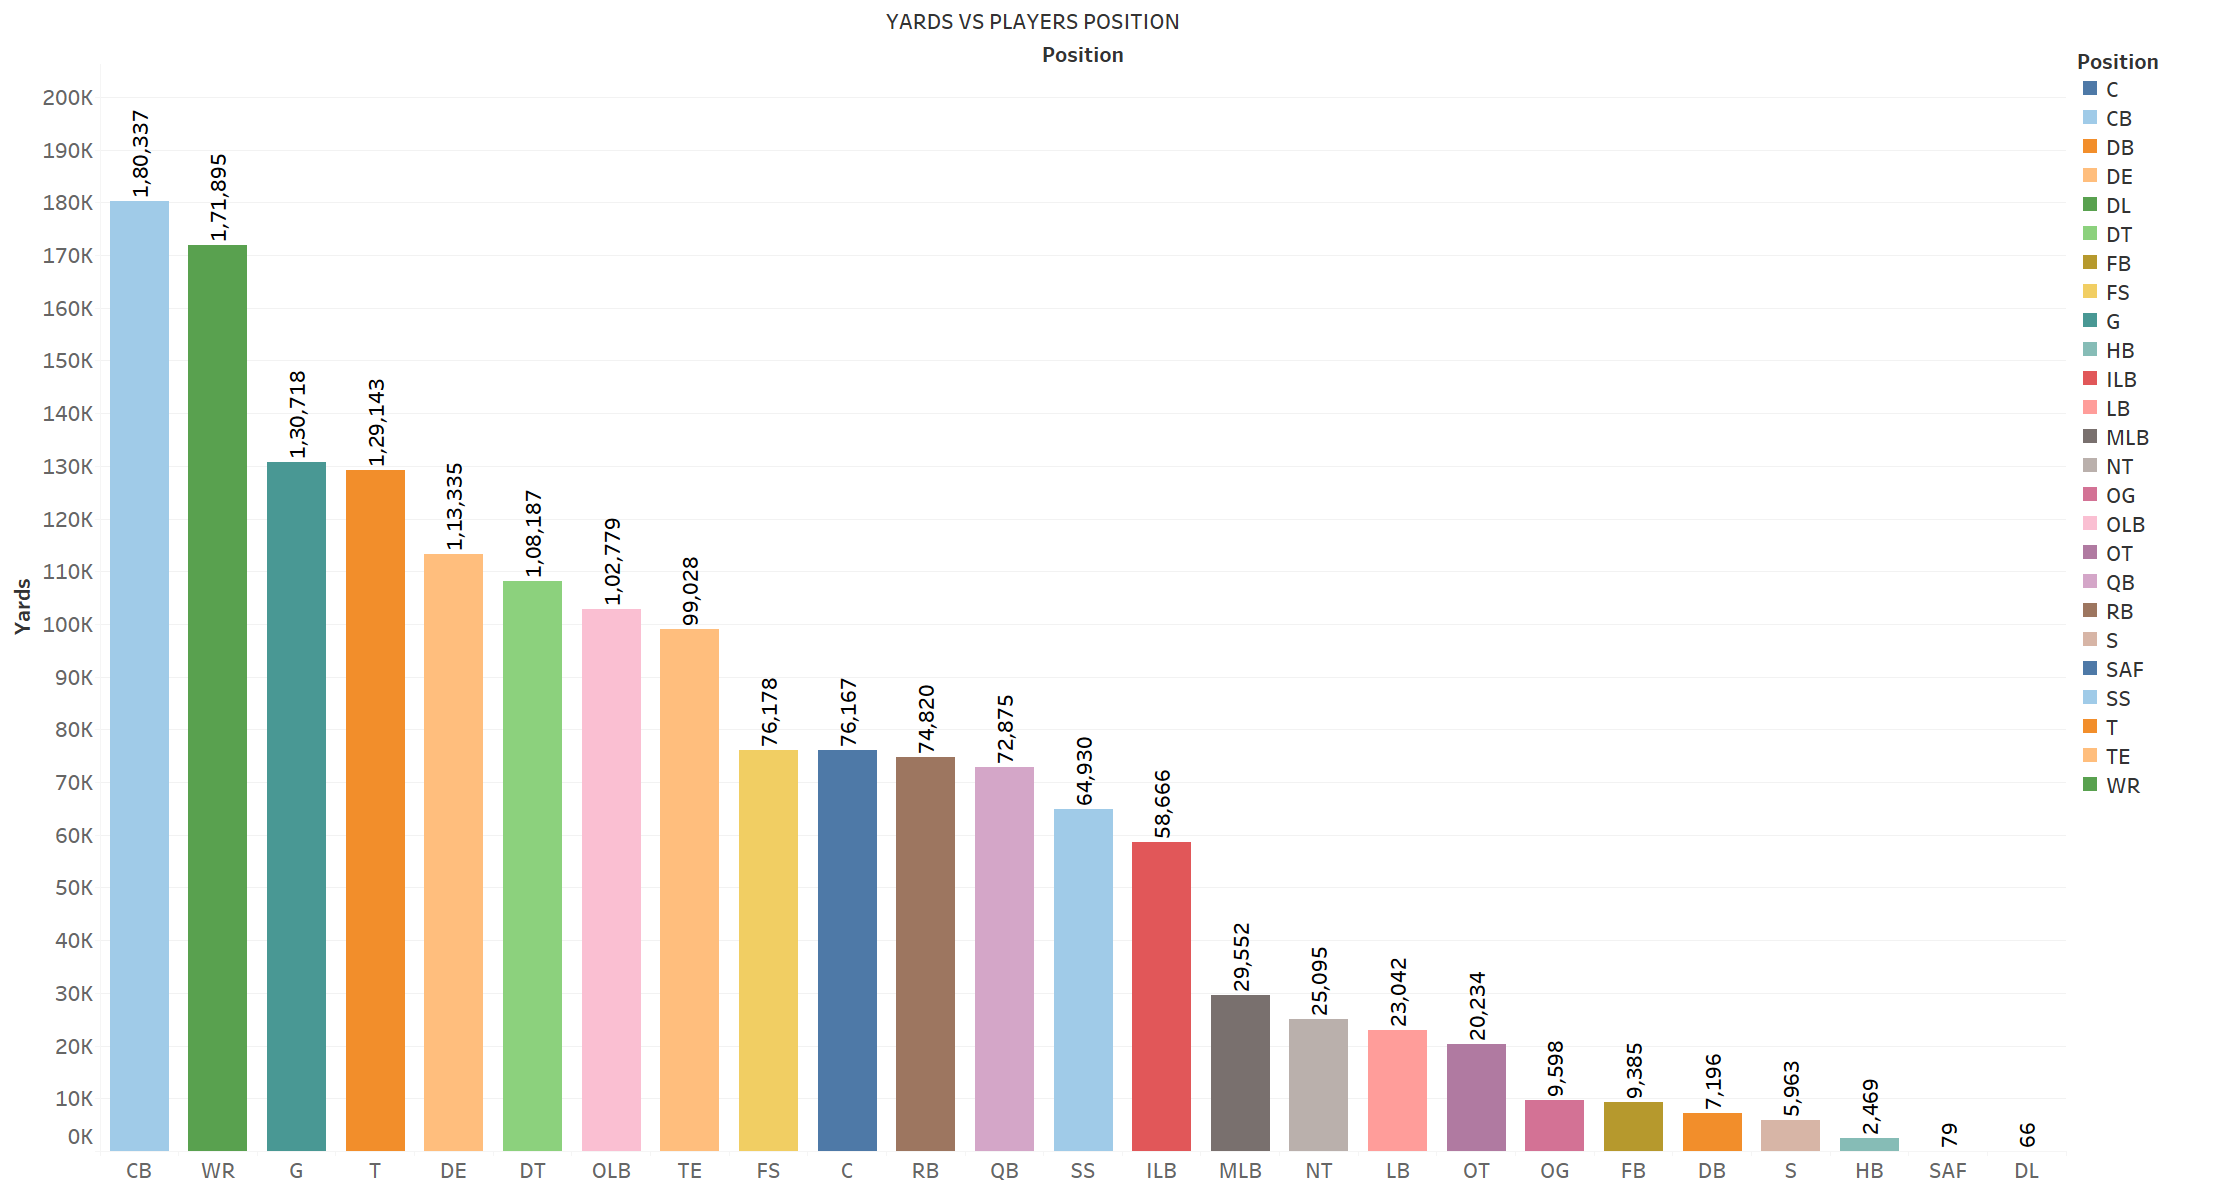 YARDS VS PLAYERS POSITION
Position
Yards
200K
190K
180K
170K
160K
150K
140K
130K
120K
110K
100K
90K
80K
70K
60K
50K
40K
30K
20K
10K
0K
1,80,337
1,71,895
1,30,718
1,29,143
1,13,335
1,08,187
1,02,779
99,028
76,178
76,167
74,820
72,875
64,930
58,666
29,552
25,095
23,042
20,234
9,598
9,385
7,196
5,963
2,469
79
66
CB WR G T DE DT OLB TE FS C RB QB SS ILB MLB NT LB OT OG FB DB S HB SAF DL
Position
C
CB
DB
DE
DL
DT
FB
FS
G
HB
ILB
LB
MLB
NT
OG
OLB
OT
QB
RB
S
SAF
SS
T
TE
WR